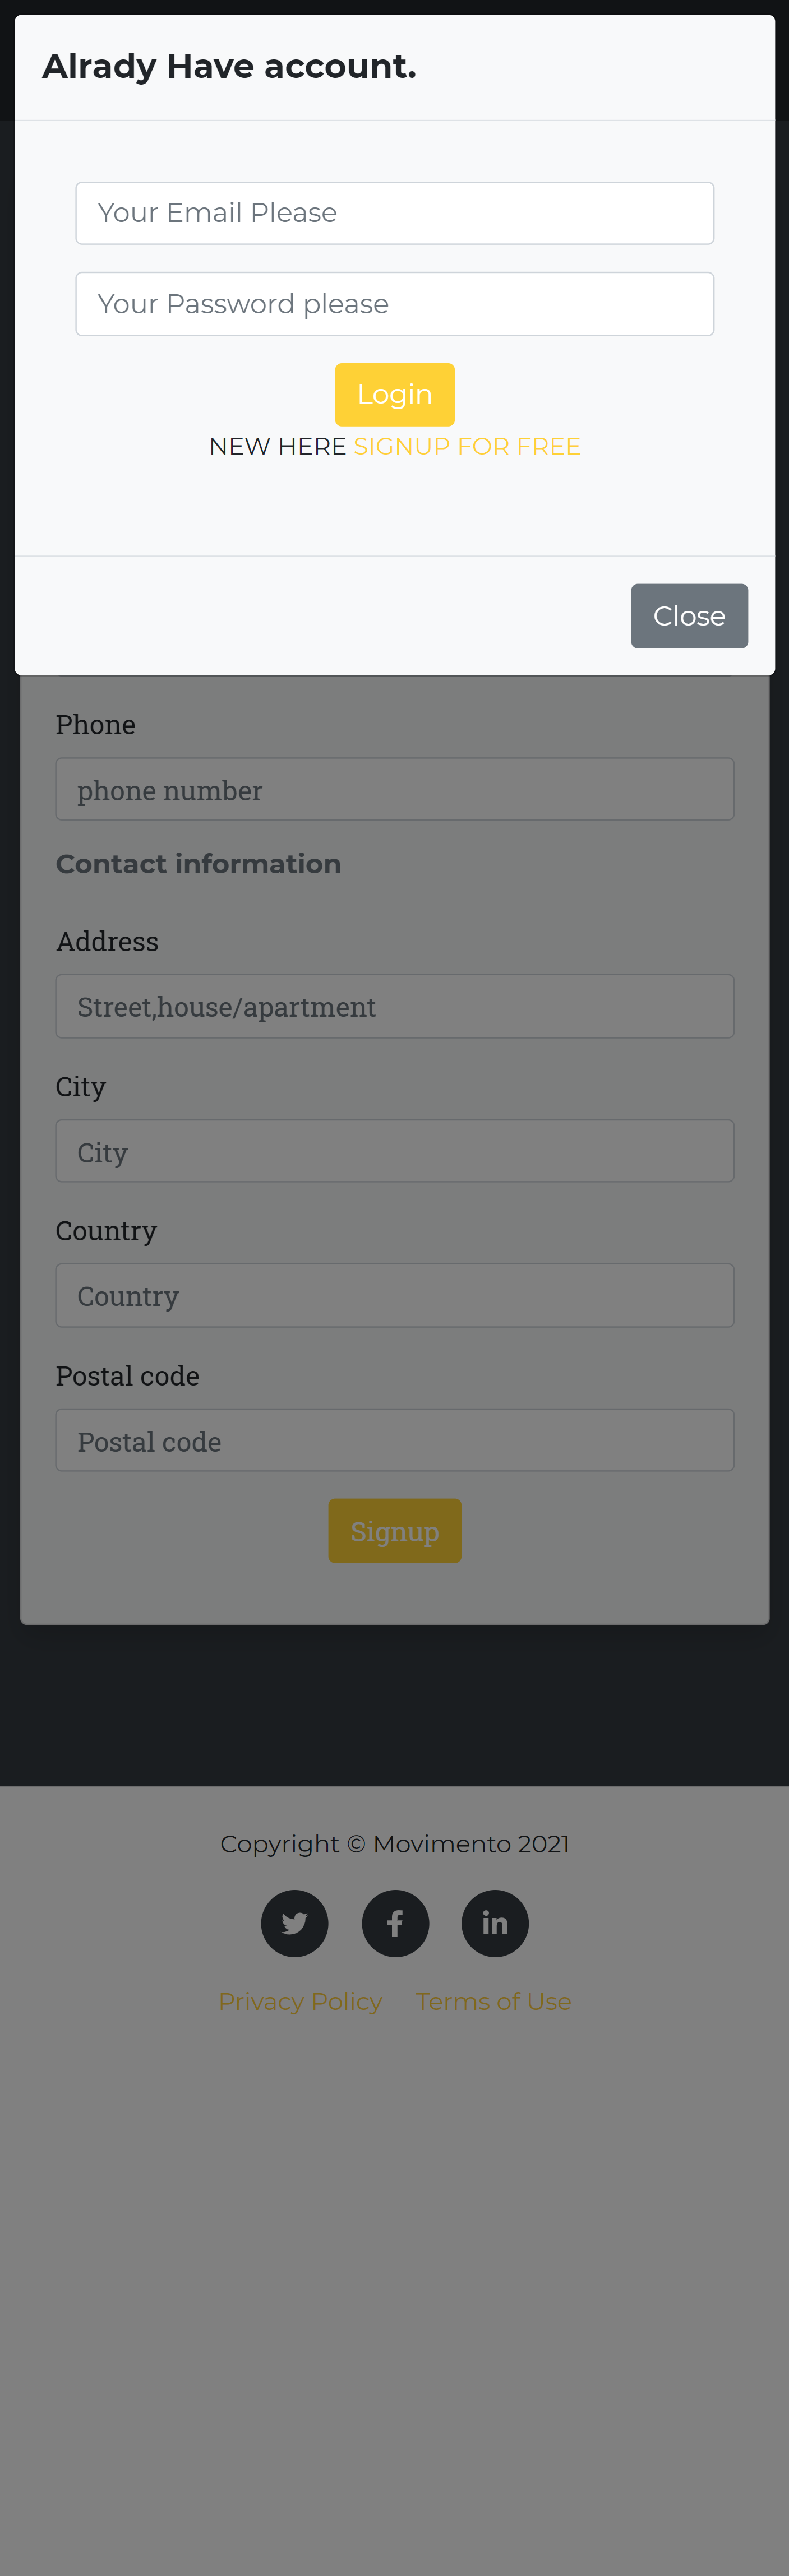 Alrady Have account.
Your Email Please
Your Password please
Login
NEW HERE SIGNUP FOR FREE
Close
Phone
phone number
Contact information
Address
Street,house/apartment
City
City
Country
Country
Postal code
Postal code
Signup
Copyright © Movimento 2021
Privacy Policy Terms of Use